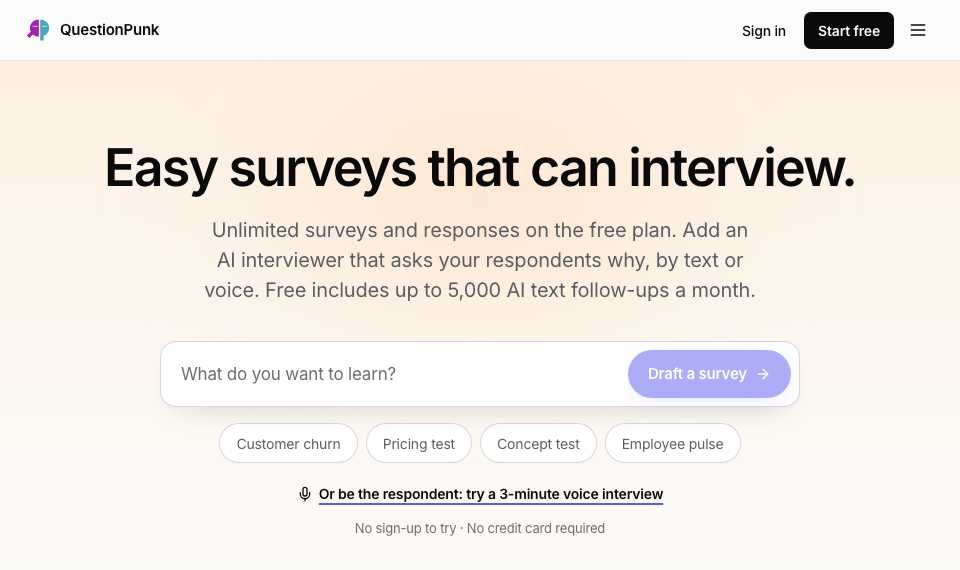 QuestionPunk
Sign in
Start free
Easy surveys that can interview.
Unlimited surveys and responses on the free plan. Add an
AI interviewer that asks your respondents why, by text or
voice. Free includes up to 5,000 AI text follow-ups a month.
What do you want to learn?
Draft a survey →
Customer churn
Pricing test
Concept test
Employee pulse
Or be the respondent: try a 3-minute voice interview
No sign-up to try · No credit card required